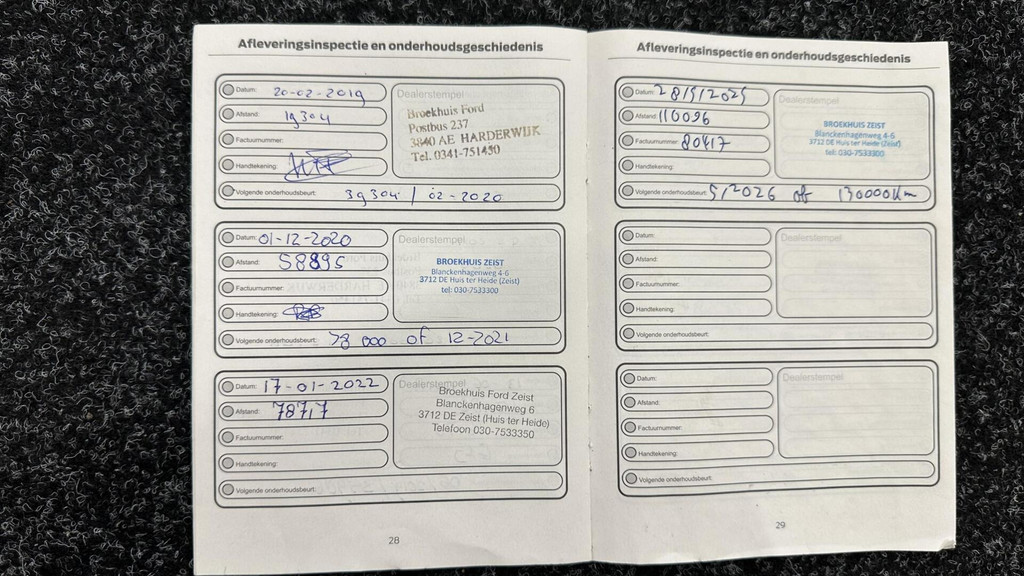 Afleveringsinspectie en onderhoudsgeschiedenis
Datum: 20-02-2019
Afstand: 19304
Factuurnummer:
Handtekening:
Volgende onderhoudsbeurt: 39304 / 02-2020
Dealerstempel
Broekhuis Ford
Postbus 237
3840 AE HARDERWIJK
Tel. 0341-751430
Datum: 01-12-2020
Afstand: 58895
Factuurnummer:
Handtekening:
Volgende onderhoudsbeurt: 78 000 of 12-2021
Dealerstempel
BROEKHUIS ZEIST
Blanckenhagenweg 4-6
3712 DE Huis ter Heide (Zeist)
tel: 030-7533300
Datum: 17-01-2022
Afstand: 78717
Factuurnummer:
Handtekening:
Volgende onderhoudsbeurt:
Dealerstempel
Broekhuis Ford Zeist
Blanckenhagenweg 6
3712 DE Zeist (Huis ter Heide)
Telefoon 030-7533350
28
Afleveringsinspectie en onderhoudsgeschiedenis
Datum: 28/5/2025
Afstand: 110096
Factuurnummer: 80417
Handtekening:
Volgende onderhoudsbeurt: 5/2026 of 130000Km
Dealerstempel
BROEKHUIS ZEIST
Blanckenhagenweg 4-6
3712 DE Huis ter Heide (Zeist)
tel: 030-7533300
Datum:
Afstand:
Factuurnummer:
Handtekening:
Volgende onderhoudsbeurt:
Dealerstempel
Datum:
Afstand:
Factuurnummer:
Handtekening:
Volgende onderhoudsbeurt:
Dealerstempel
29